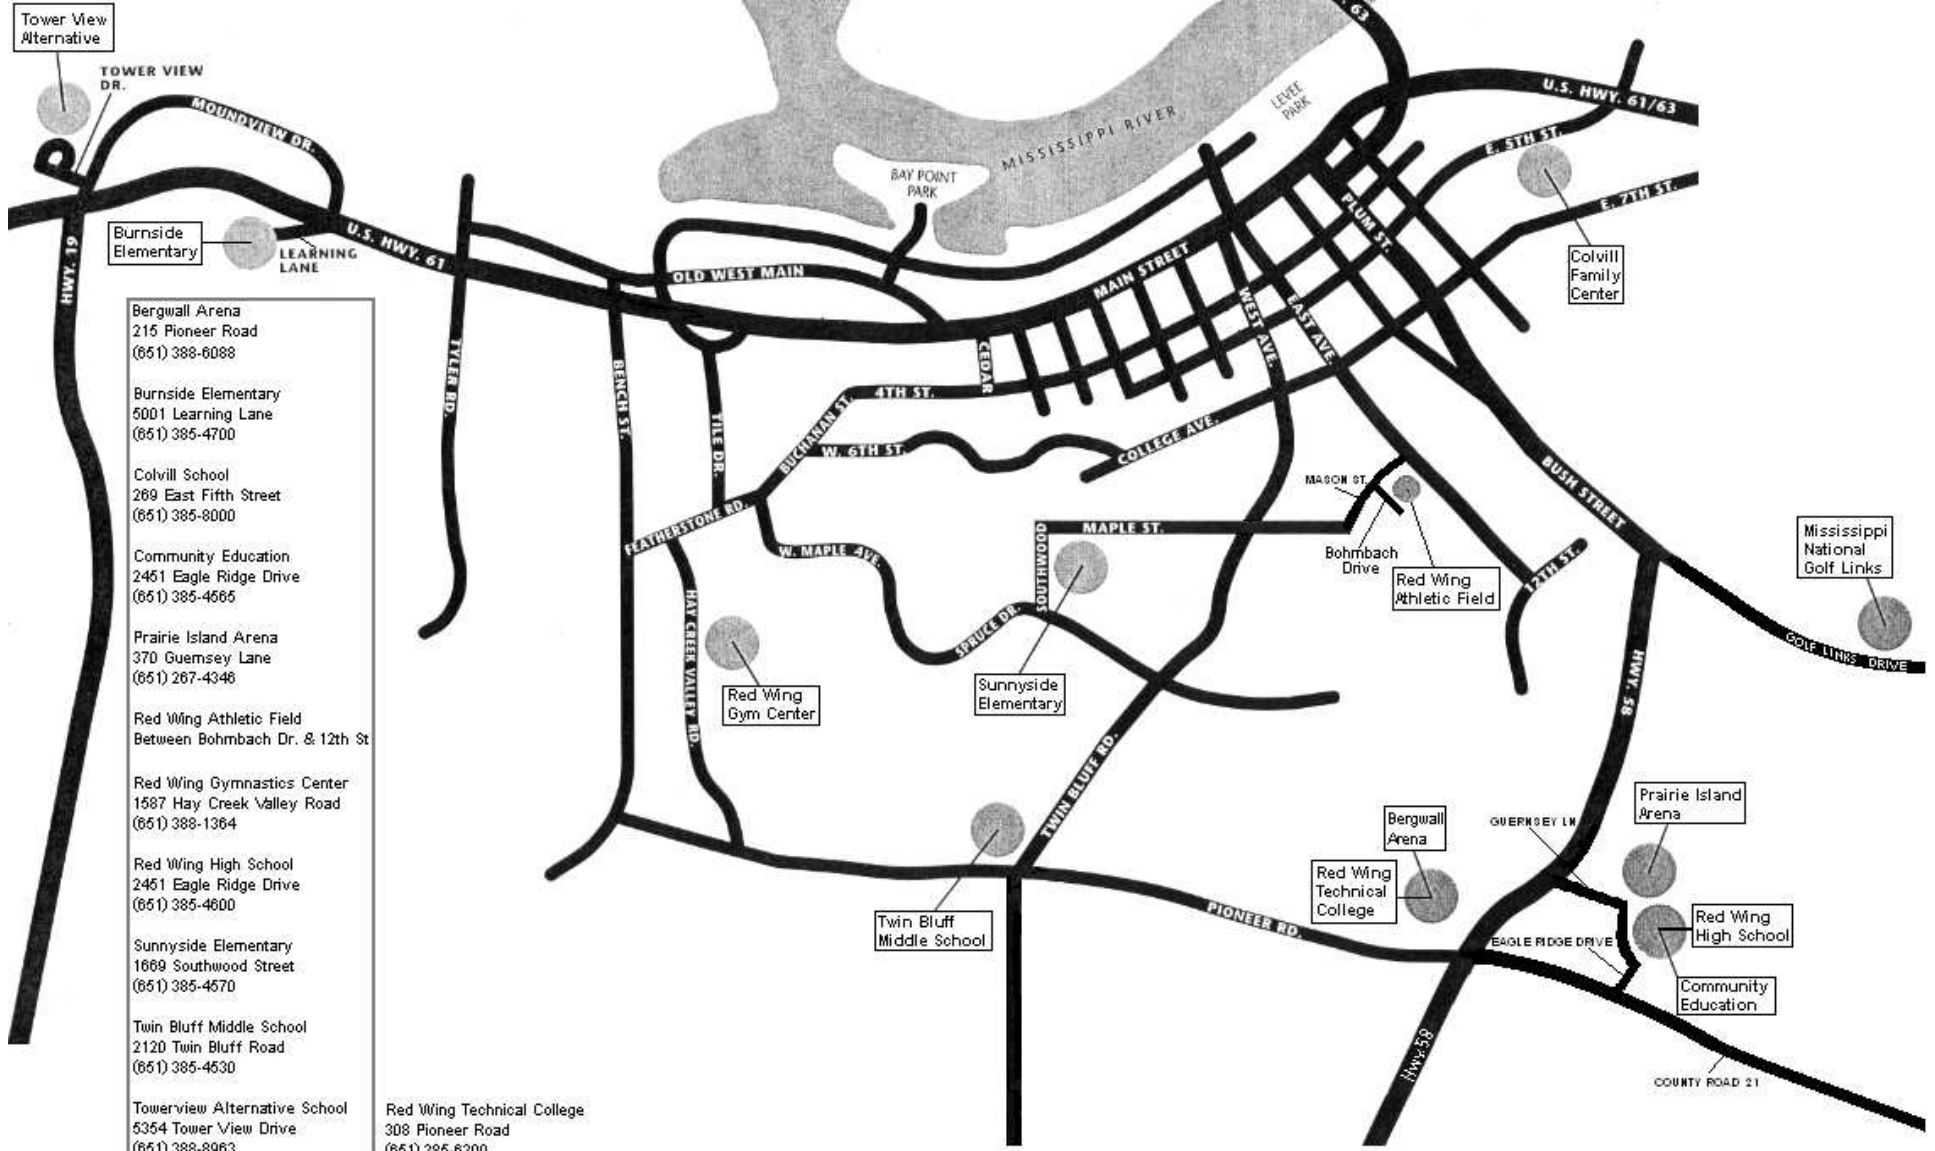 Tower View
Alternative
TOWER VIEW
DR.
MOUNDVIEW DR.
HWY. 19
Burnside
Elementary
LEARNING
LANE
U.S. HWY. 61
TYLER RD.
BENCH ST.
OLD WEST MAIN
TILE DR.
FEATHERSTONE RD.
BUCHANAN ST.
4TH ST.
W. 6TH ST.
CEDAR
MAIN STREET
COLLEGE AVE.
WEST AVE.
EAST AVE.
PLUM ST.
BAY POINT
PARK
MISSISSIPPI RIVER
LEVEE
PARK
63
U.S. HWY. 61/63
E. 5TH ST.
E. 7TH ST.
Colvill
Family
Center
BUSH STREET
MASON ST.
MAPLE ST.
SOUTHWOOD
Bohmbach
Drive
Red Wing
Athletic Field
12TH ST.
Mississippi
National
Golf Links
GOLF LINKS DRIVE
W. MAPLE AVE.
SPRUCE DR.
HAY CREEK VALLEY RD.
Red Wing
Gym Center
Sunnyside
Elementary
HWY. 58
TWIN BLUFF RD.
Twin Bluff
Middle School
PIONEER RD.
Bergwall
Arena
Red Wing
Technical
College
GUERNSEY LN
Prairie Island
Arena
EAGLE RIDGE DRIVE
Red Wing
High School
Community
Education
Hwy 58
COUNTY ROAD 21
Bergwall Arena
215 Pioneer Road
(651) 388-6088
Burnside Elementary
5001 Learning Lane
(651) 385-4700
Colvill School
269 East Fifth Street
(651) 385-8000
Community Education
2451 Eagle Ridge Drive
(651) 385-4565
Prairie Island Arena
370 Guernsey Lane
(651) 267-4346
Red Wing Athletic Field
Between Bohmbach Dr. & 12th St
Red Wing Gymnastics Center
1587 Hay Creek Valley Road
(651) 388-1364
Red Wing High School
2451 Eagle Ridge Drive
(651) 385-4600
Sunnyside Elementary
1669 Southwood Street
(651) 385-4570
Twin Bluff Middle School
2120 Twin Bluff Road
(651) 385-4530
Towerview Alternative School
5354 Tower View Drive
(651) 388-8963
Red Wing Technical College
308 Pioneer Road